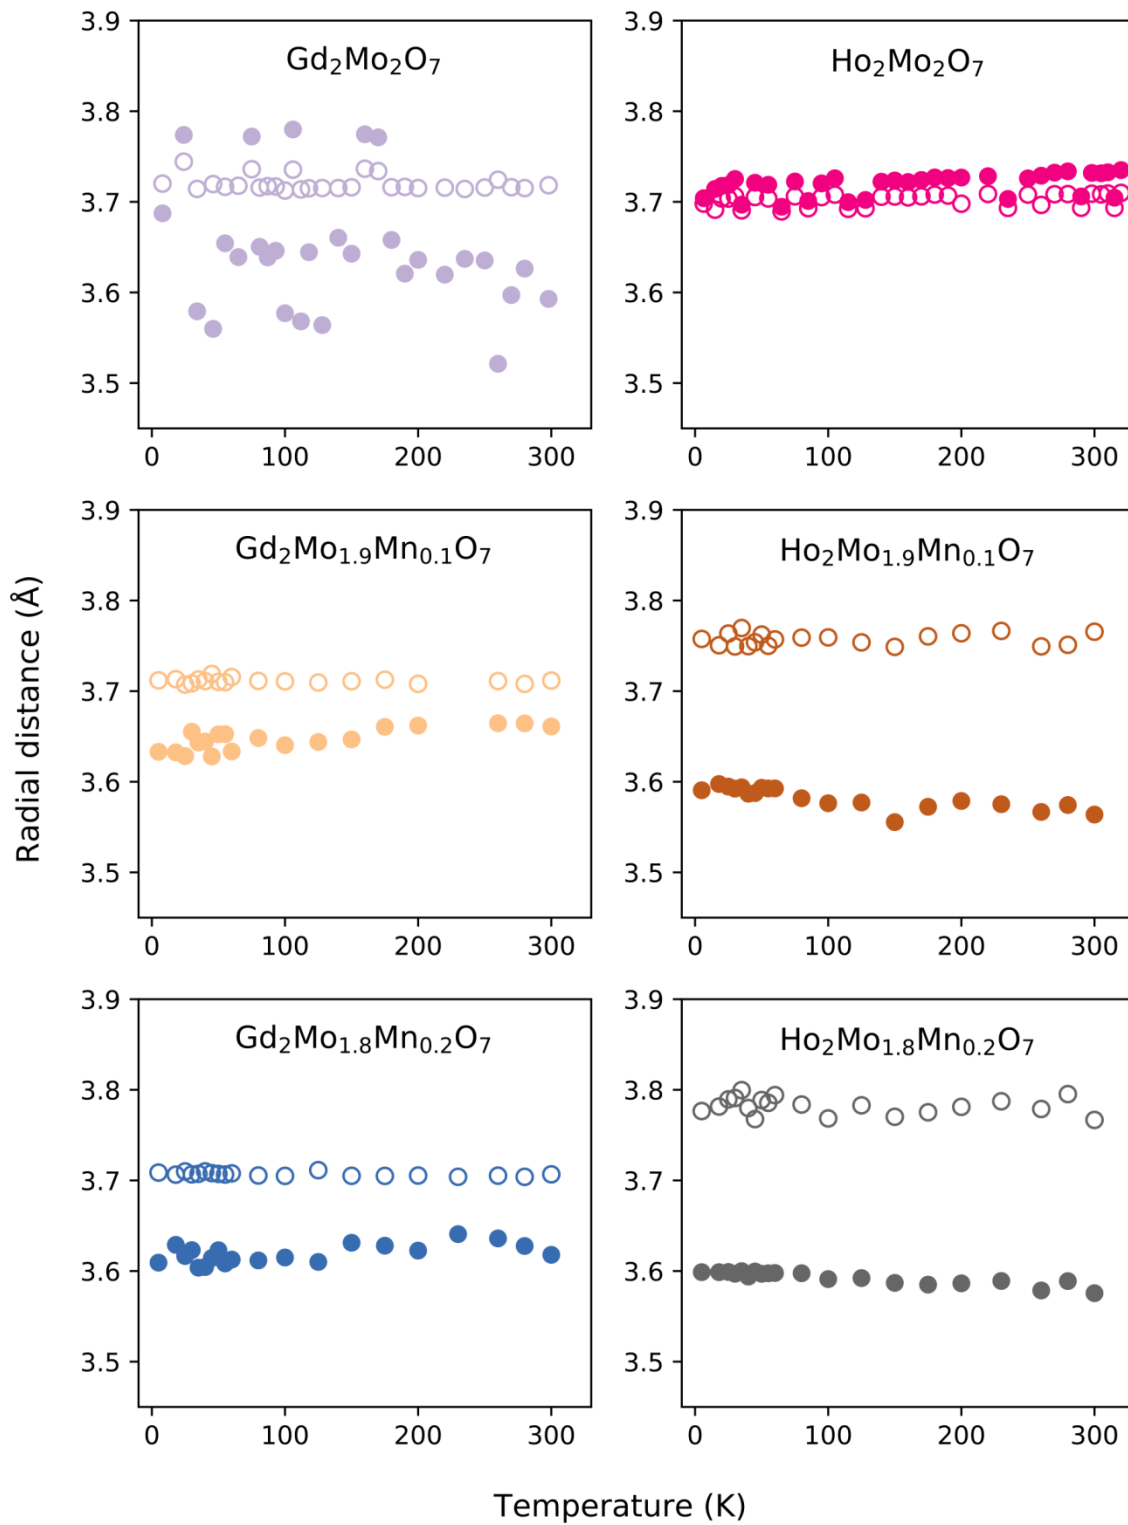 Radial distance (Å)
Gd₂Mo₂O₇
3.9
3.8
3.7
3.6
3.5
0 100 200 300
Ho₂Mo₂O₇
3.9
3.8
3.7
3.6
3.5
0 100 200 300
Gd₂Mo₁.₉Mn₀.₁O₇
3.9
3.8
3.7
3.6
3.5
0 100 200 300
Ho₂Mo₁.₉Mn₀.₁O₇
3.9
3.8
3.7
3.6
3.5
0 100 200 300
Gd₂Mo₁.₈Mn₀.₂O₇
3.9
3.8
3.7
3.6
3.5
0 100 200 300
Ho₂Mo₁.₈Mn₀.₂O₇
3.9
3.8
3.7
3.6
3.5
0 100 200 300
Temperature (K)